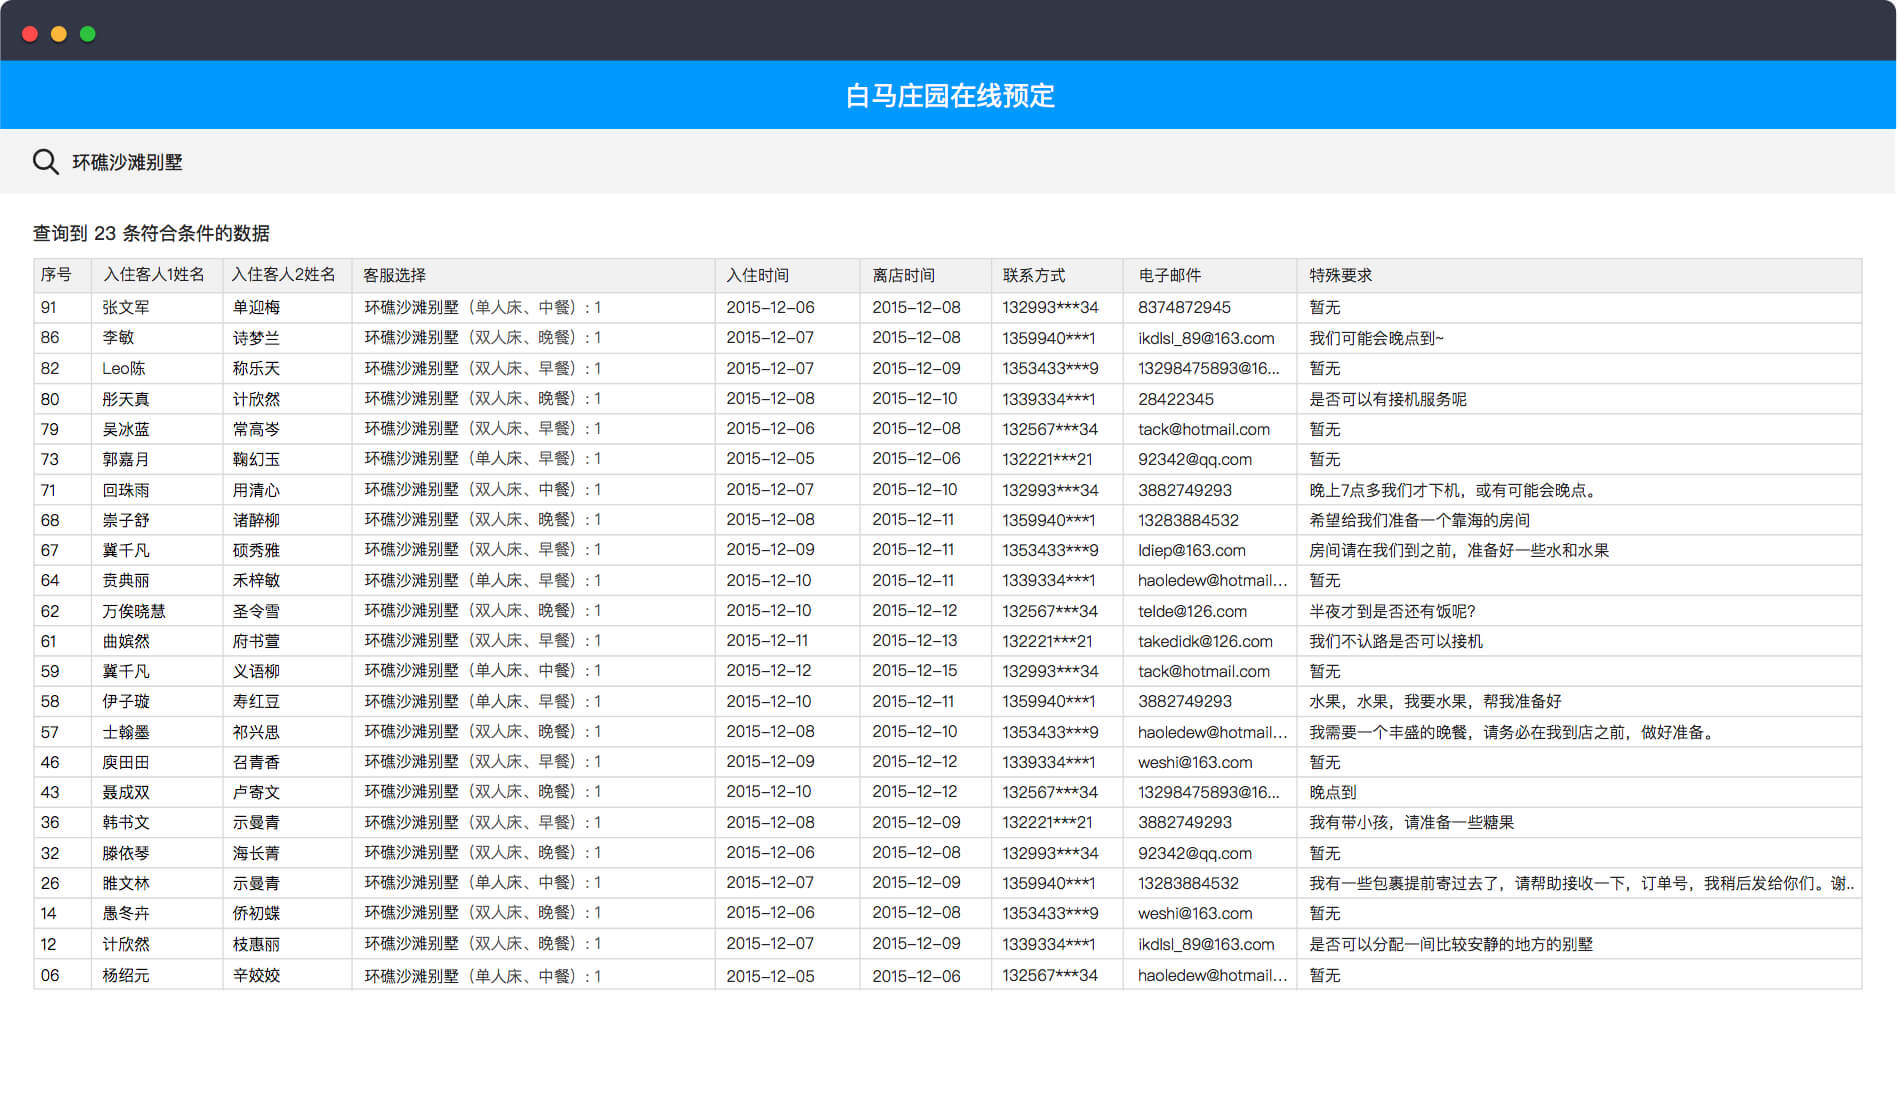 白马庄园在线预定
环礁沙滩别墅
查询到 23 条符合条件的数据
序号 入住客人1姓名 入住客人2姓名 客服选择 入住时间 离店时间 联系方式 电子邮件 特殊要求
91 张文军 单迎梅 环礁沙滩别墅（单人床、中餐）: 1 2015-12-06 2015-12-08 132993***34 8374872945 暂无
86 李敏 诗梦兰 环礁沙滩别墅（双人床、晚餐）: 1 2015-12-07 2015-12-08 1359940***1 ikdlsl_89@163.com 我们可能会晚点到~
82 Leo陈 称乐天 环礁沙滩别墅（双人床、早餐）: 1 2015-12-07 2015-12-09 1353433***9 13298475893@16... 暂无
80 彤天真 计欣然 环礁沙滩别墅（双人床、晚餐）: 1 2015-12-08 2015-12-10 1339334***1 28422345 是否可以有接机服务呢
79 吴冰蓝 常高岑 环礁沙滩别墅（双人床、早餐）: 1 2015-12-06 2015-12-08 132567***34 tack@hotmail.com 暂无
73 郭嘉月 鞠幻玉 环礁沙滩别墅（单人床、早餐）: 1 2015-12-05 2015-12-06 132221***21 92342@qq.com 暂无
71 回珠雨 用清心 环礁沙滩别墅（双人床、中餐）: 1 2015-12-07 2015-12-10 132993***34 3882749293 晚上7点多我们才下机，或有可能会晚点。
68 崇子舒 诸醉柳 环礁沙滩别墅（双人床、晚餐）: 1 2015-12-08 2015-12-11 1359940***1 13283884532 希望给我们准备一个靠海的房间
67 冀千凡 硕秀雅 环礁沙滩别墅（双人床、早餐）: 1 2015-12-09 2015-12-11 1353433***9 ldiep@163.com 房间请在我们到之前，准备好一些水和水果
64 贲典丽 禾梓敏 环礁沙滩别墅（单人床、早餐）: 1 2015-12-10 2015-12-11 1339334***1 haoledew@hotmail... 暂无
62 万俟晓慧 圣令雪 环礁沙滩别墅（双人床、晚餐）: 1 2015-12-10 2015-12-12 132567***34 telde@126.com 半夜才到是否还有饭呢?
61 曲嫔然 府书萱 环礁沙滩别墅（双人床、早餐）: 1 2015-12-11 2015-12-13 132221***21 takedidk@126.com 我们不认路是否可以接机
59 冀千凡 义语柳 环礁沙滩别墅（单人床、中餐）: 1 2015-12-12 2015-12-15 132993***34 tack@hotmail.com 暂无
58 伊子璇 寿红豆 环礁沙滩别墅（单人床、早餐）: 1 2015-12-10 2015-12-11 1359940***1 3882749293 水果，水果，我要水果，帮我准备好
57 士翰墨 祁兴思 环礁沙滩别墅（双人床、晚餐）: 1 2015-12-08 2015-12-10 1353433***9 haoledew@hotmail... 我需要一个丰盛的晚餐，请务必在我到店之前，做好准备。
46 庾田田 召青香 环礁沙滩别墅（双人床、早餐）: 1 2015-12-09 2015-12-12 1339334***1 weshi@163.com 暂无
43 聂成双 卢寄文 环礁沙滩别墅（双人床、晚餐）: 1 2015-12-10 2015-12-12 132567***34 13298475893@16... 晚点到
36 韩书文 示曼青 环礁沙滩别墅（双人床、早餐）: 1 2015-12-08 2015-12-09 132221***21 3882749293 我有带小孩，请准备一些糖果
32 滕依琴 海长菁 环礁沙滩别墅（双人床、晚餐）: 1 2015-12-06 2015-12-08 132993***34 92342@qq.com 暂无
26 睢文林 示曼青 环礁沙滩别墅（单人床、中餐）: 1 2015-12-07 2015-12-09 1359940***1 13283884532 我有一些包裹提前寄过去了，请帮助接收一下，订单号，我稍后发给你们。谢..
14 愚冬卉 侨初蝶 环礁沙滩别墅（双人床、晚餐）: 1 2015-12-06 2015-12-08 1353433***9 weshi@163.com 暂无
12 计欣然 枝惠丽 环礁沙滩别墅（双人床、晚餐）: 1 2015-12-07 2015-12-09 1339334***1 ikdlsl_89@163.com 是否可以分配一间比较安静的地方的别墅
06 杨绍元 辛姣姣 环礁沙滩别墅（单人床、中餐）: 1 2015-12-05 2015-12-06 132567***34 haoledew@hotmail... 暂无